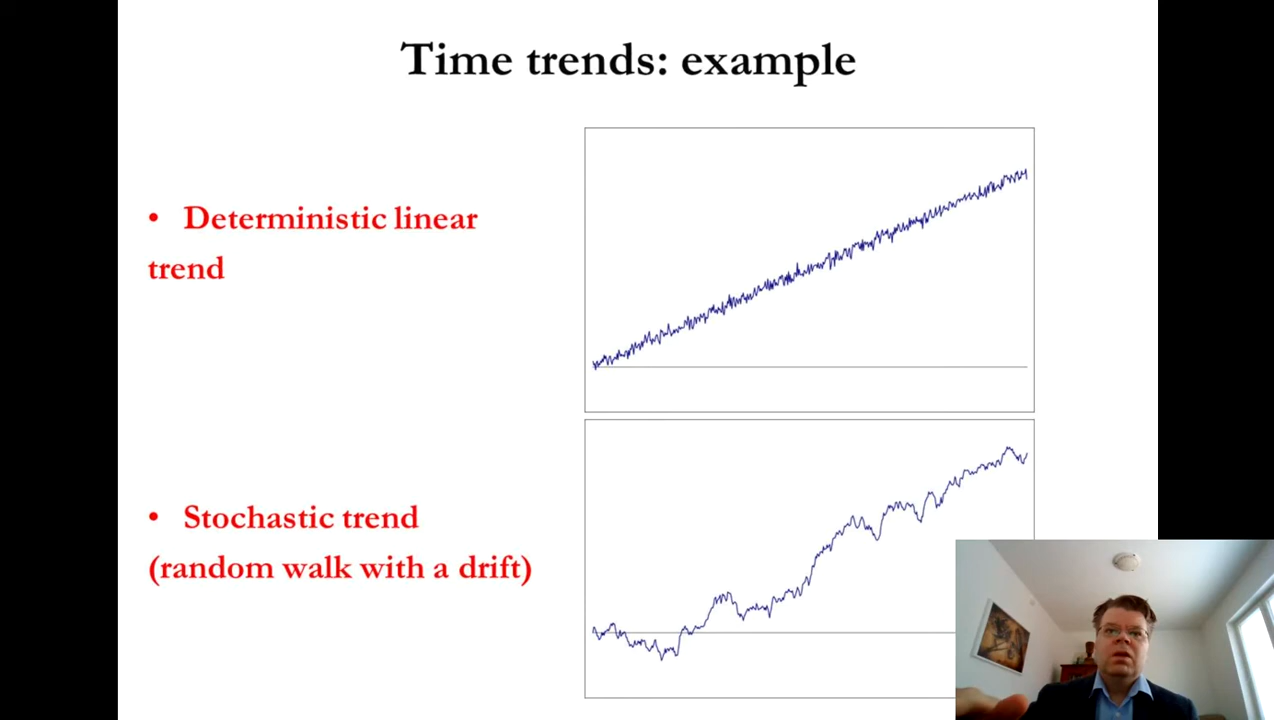 Time trends: example
• Deterministic linear
trend
• Stochastic trend
(random walk with a drift)